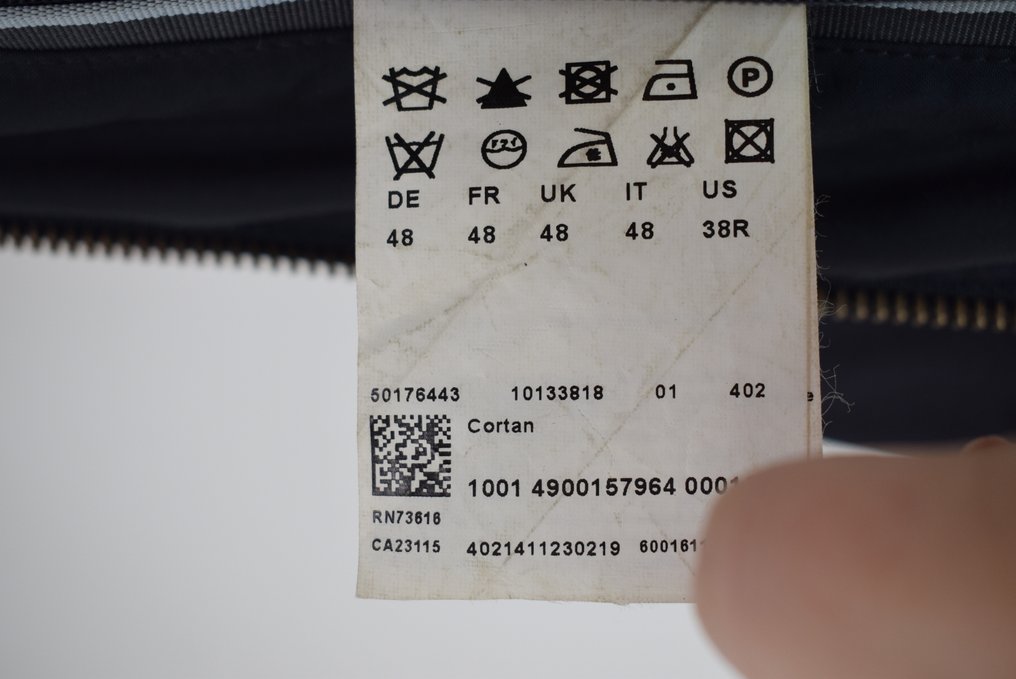 P
DE FR UK IT US
48 48 48 48 38R
50176443 10133818 01 402
Cortan
1001 4900157964
RN73616
CA23115 4021411230219